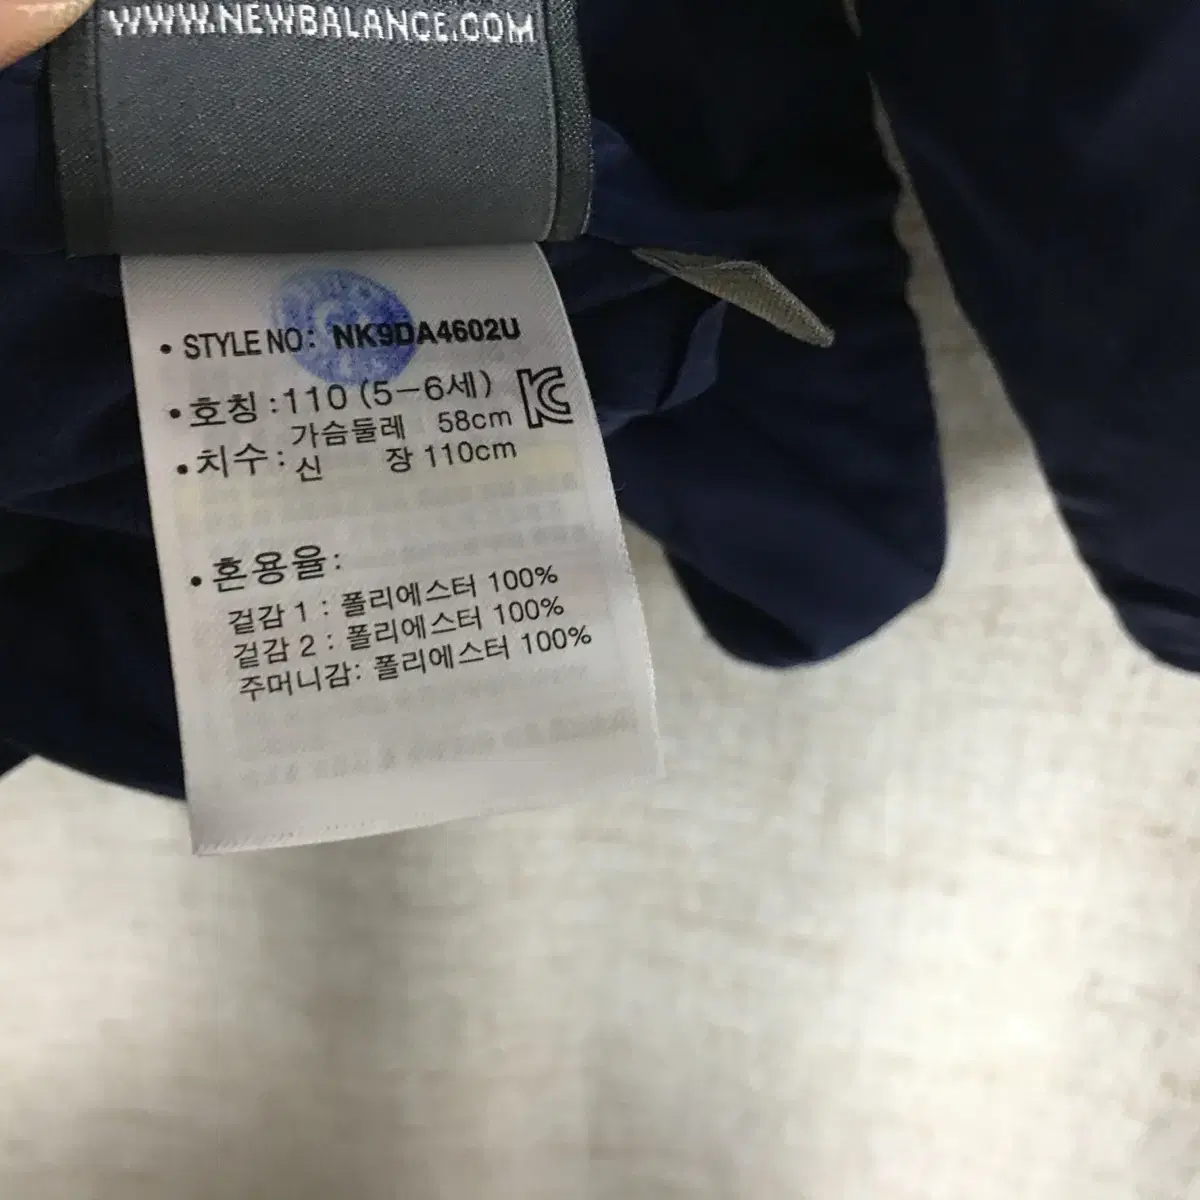 WWW.NEWBALANCE.COM
• STYLE NO: NK9DA4602U
• 호칭 : 110 (5-6세)
• 치수 : 가슴둘레 58cm
신 장 110cm
• 혼용율:
겉감 1 : 폴리에스터 100%
겉감 2 : 폴리에스터 100%
주머니감: 폴리에스터 100%